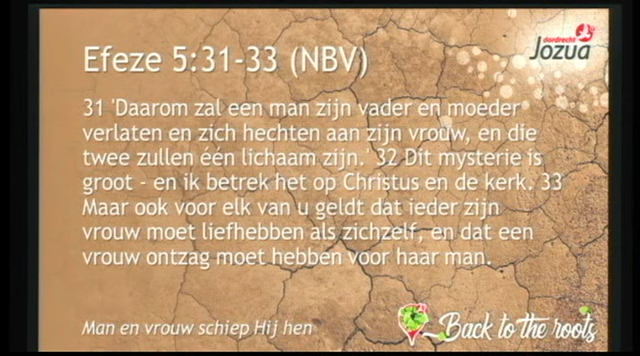 dordrecht
Jozua
Efeze 5:31-33 (NBV)
31 'Daarom zal een man zijn vader en moeder
verlaten en zich hechten aan zijn vrouw, en die
twee zullen één lichaam zijn.' 32 Dit mysterie is
groot - en ik betrek het op Christus en de kerk. 33
Maar ook voor elk van u geldt dat ieder zijn
vrouw moet liefhebben als zichzelf, en dat een
vrouw ontzag moet hebben voor haar man.
Man en vrouw schiep Hij hen
Back to the roots